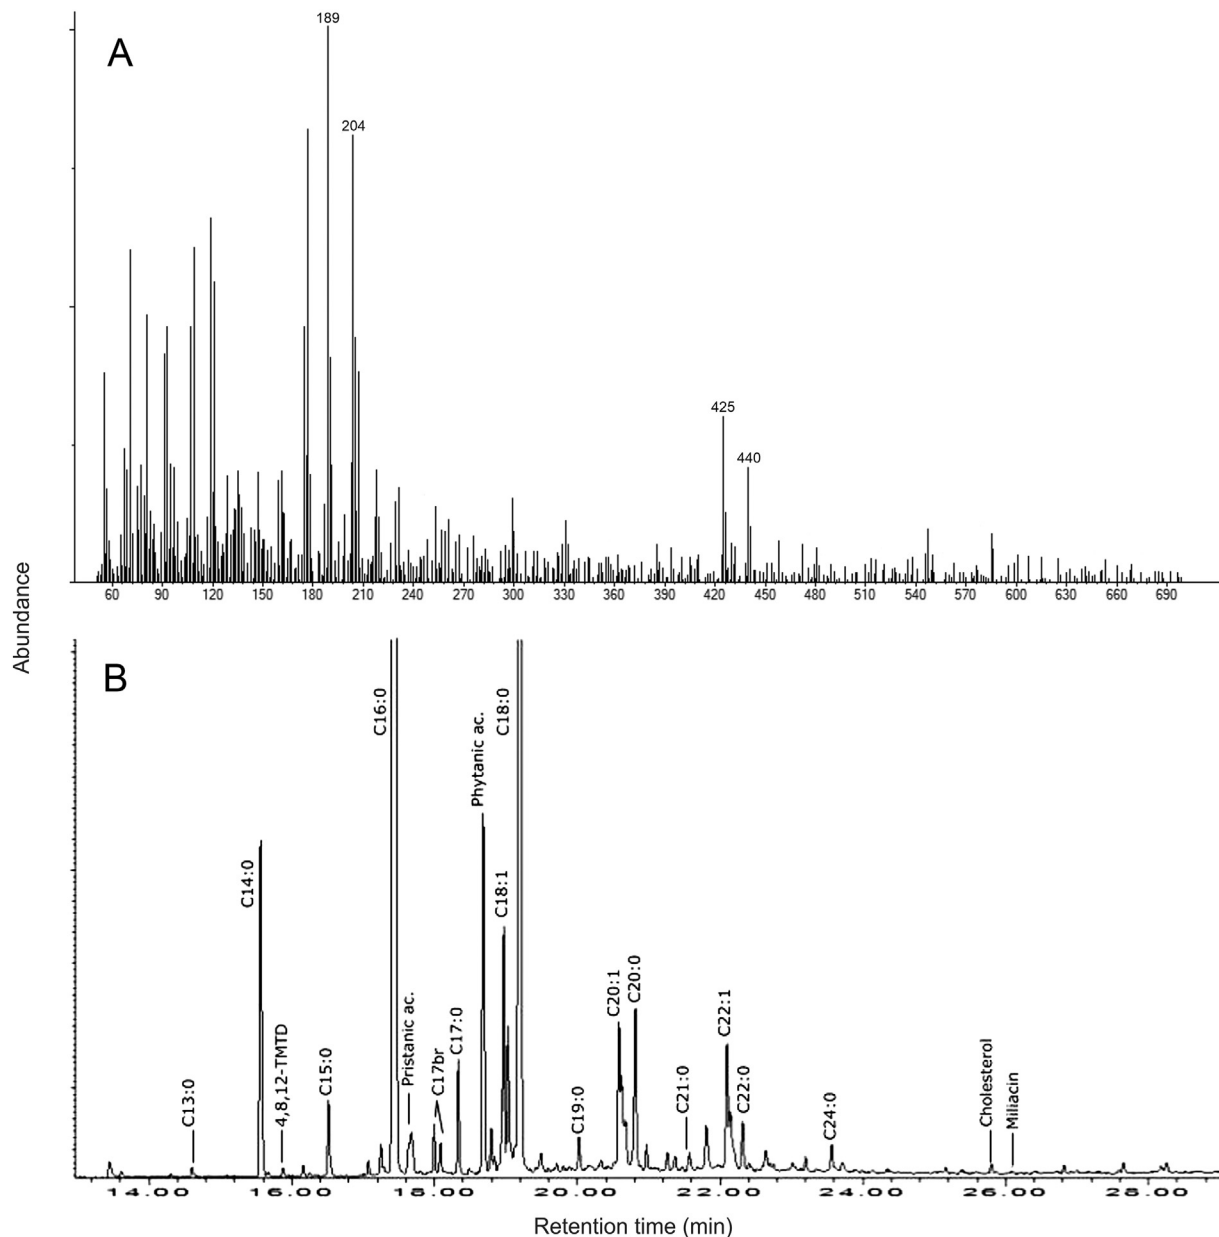 A
189
204
425
440
60 90 120 150 180 210 240 270 300 330 360 390 420 450 480 510 540 570 600 630 660 690
Abundance
B
C13:0
C14:0
4,8,12-TMTD
C15:0
C16:0
Pristanic ac.
C17br
C17:0
Phytanic ac.
C18:1
C18:0
C19:0
C20:1
C20:0
C21:0
C22:1
C22:0
C24:0
Cholesterol
Miliacin
14.00 16.00 18.00 20.00 22.00 24.00 26.00 28.00
Retention time (min)